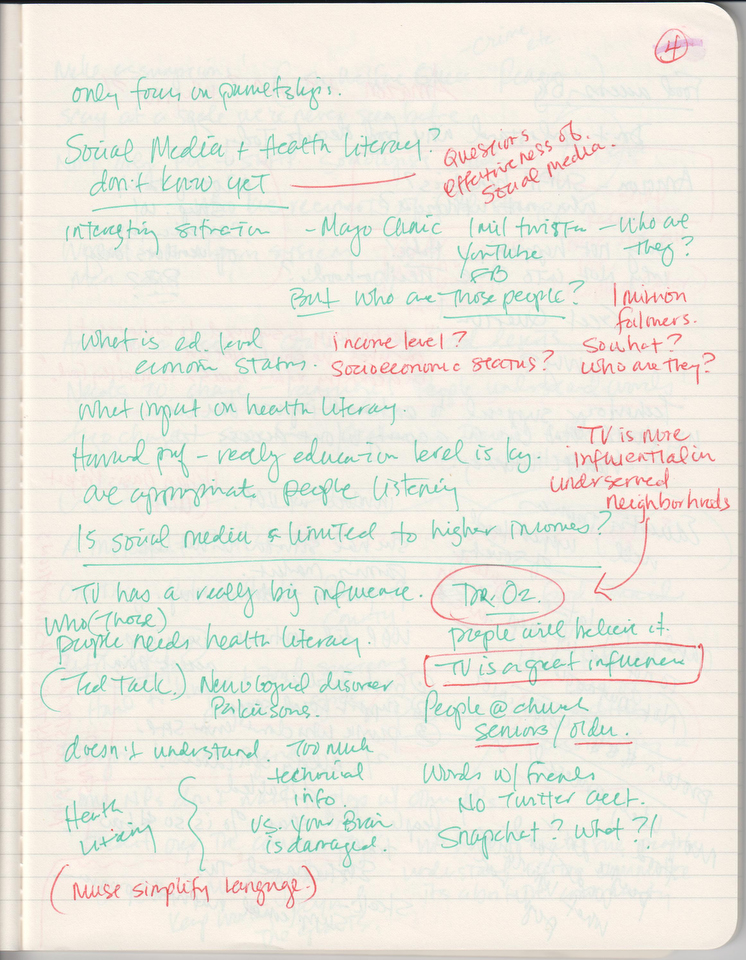 4
only focus on
Social Media + Health literacy?
don't know yet
Questions
effectiveness of
Social media.
interesting situation - Mayo Clinic 1 mil twitter - Who are
they?
YouTube
FB
But who are those people?
1 million
followers.
So what?
Who are they?
What is ed. level
economic status.
income level?
Socioeconomic status?
What input on health literacy.
Harvard prof - really education level is key.
are appropriate people listening
TV is more
influential in
underserved
neighborhoods
Is social media limited to higher incomes?
TV has a really big influence.
DR. OZ.
Who (Those)
people needs health literacy.
people will believe it.
TV is a great influencer
(Ted Talk.) Neurological disorder
Parkinsons.
People @ church
seniors / older.
doesn't understand. Too much
technical
info.
vs. Your Brain
is damaged.
Health
Literacy
Words w/ Friends
No Twitter acct.
Snapchat? What?!
(Must simplify language.)